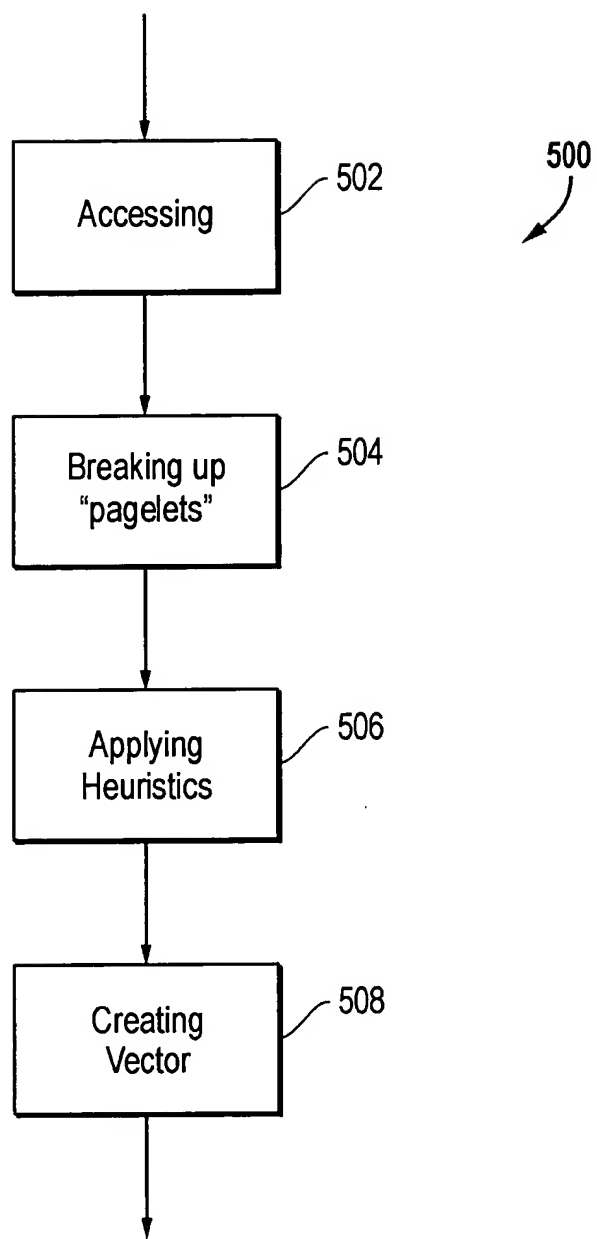 Accessing
502
500
Breaking up
“pagelets”
504
Applying
Heuristics
506
Creating
Vector
508